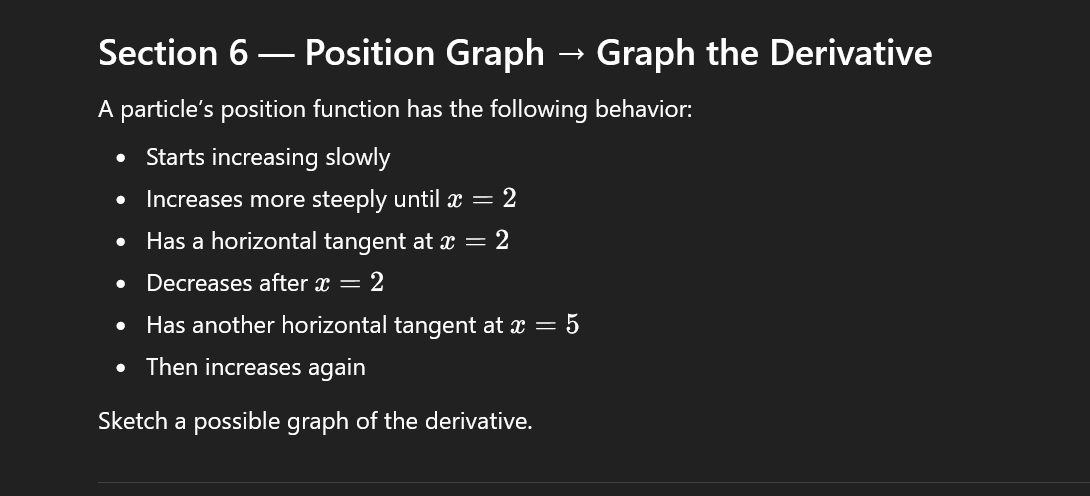 Section 6 — Position Graph → Graph the Derivative
A particle’s position function has the following behavior:
• Starts increasing slowly
• Increases more steeply until x = 2
• Has a horizontal tangent at x = 2
• Decreases after x = 2
• Has another horizontal tangent at x = 5
• Then increases again
Sketch a possible graph of the derivative.